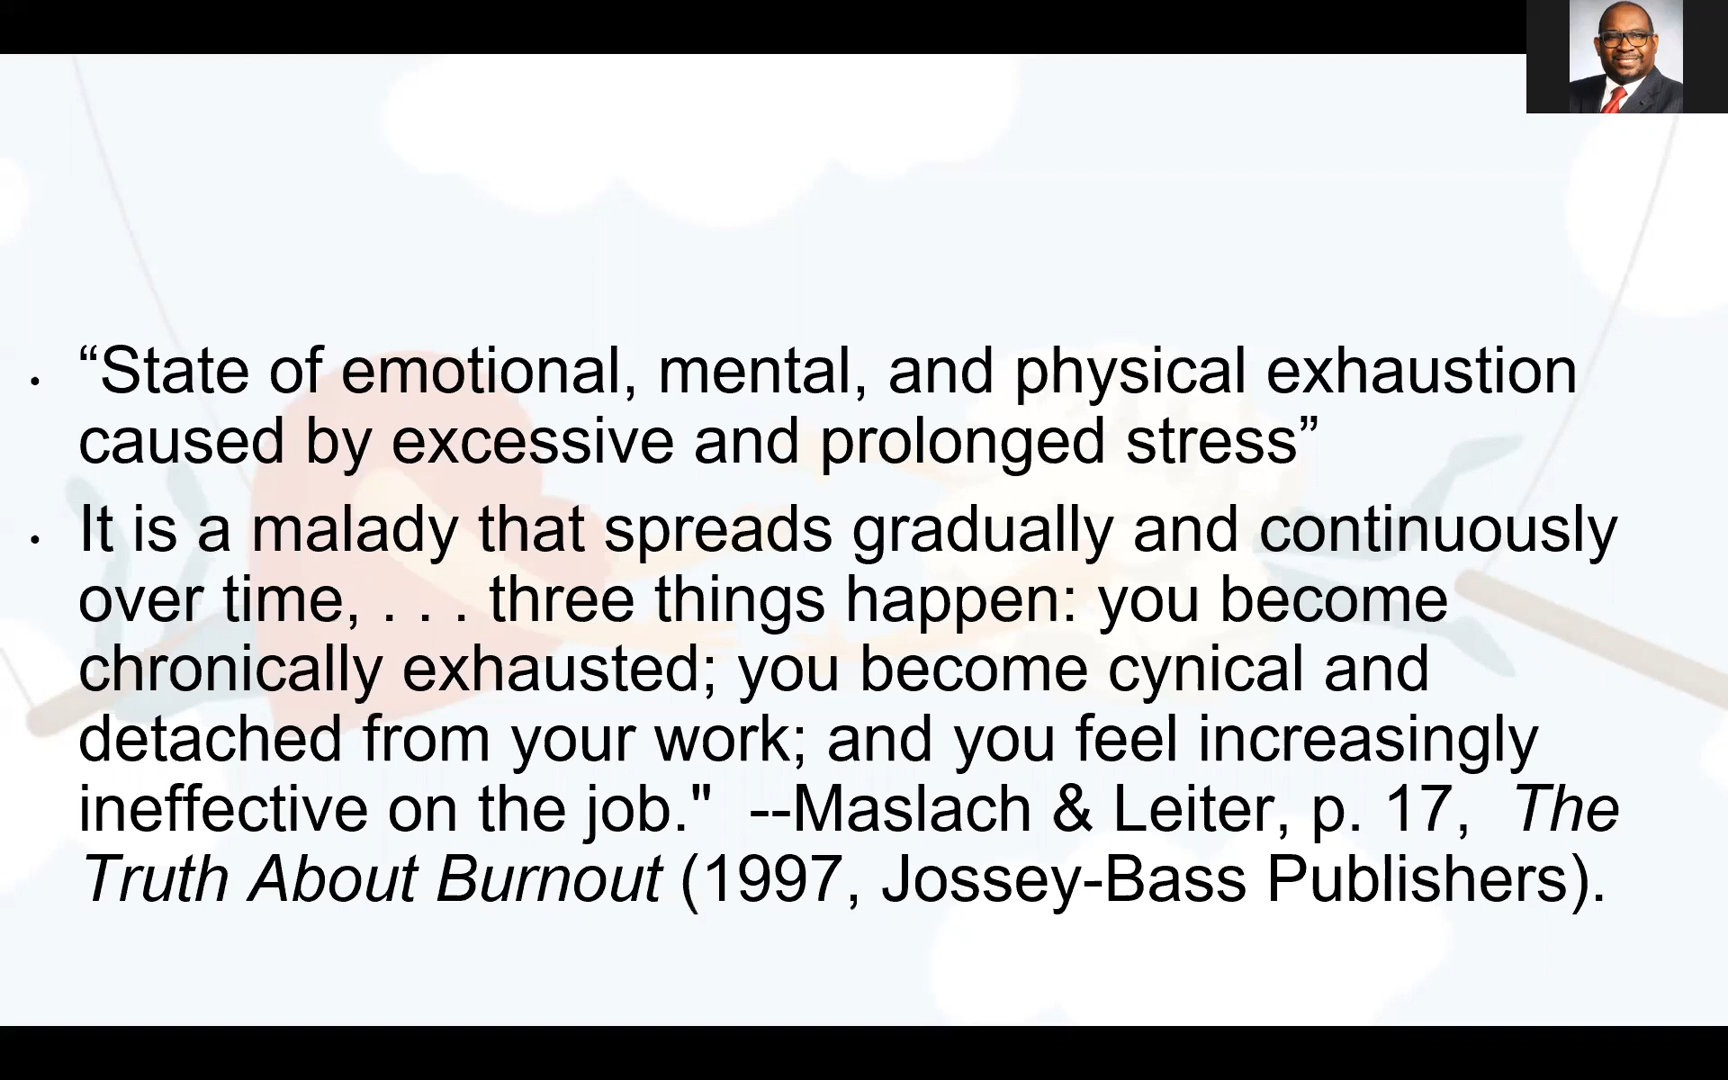 “State of emotional, mental, and physical exhaustion
caused by excessive and prolonged stress”
It is a malady that spreads gradually and continuously
over time, . . . three things happen: you become
chronically exhausted; you become cynical and
detached from your work; and you feel increasingly
ineffective on the job."  --Maslach & Leiter, p. 17,  The
Truth About Burnout (1997, Jossey-Bass Publishers).